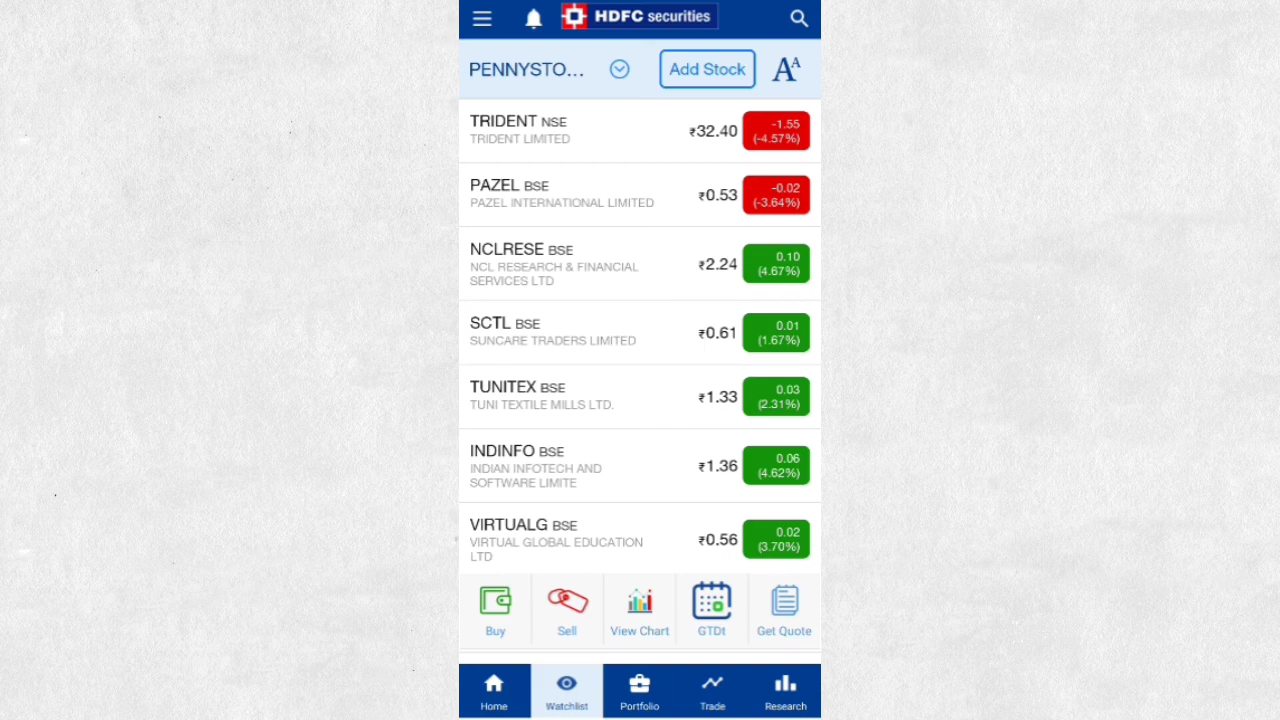 HDFC securities
PENNYSTO... Add Stock AA
TRIDENT NSE
TRIDENT LIMITED
₹32.40
-1.55
(-4.57%)
PAZEL BSE
PAZEL INTERNATIONAL LIMITED
₹0.53
-0.02
(-3.64%)
NCLRESE BSE
NCL RESEARCH & FINANCIAL
SERVICES LTD
₹2.24
0.10
(4.67%)
SCTL BSE
SUNCARE TRADERS LIMITED
₹0.61
0.01
(1.67%)
TUNITEX BSE
TUNI TEXTILE MILLS LTD.
₹1.33
0.03
(2.31%)
INDINFO BSE
INDIAN INFOTECH AND
SOFTWARE LIMITE
₹1.36
0.06
(4.62%)
VIRTUALG BSE
VIRTUAL GLOBAL EDUCATION
LTD
₹0.56
0.02
(3.70%)
Buy Sell View Chart GTDt Get Quote
Home Watchlist Portfolio Trade Research